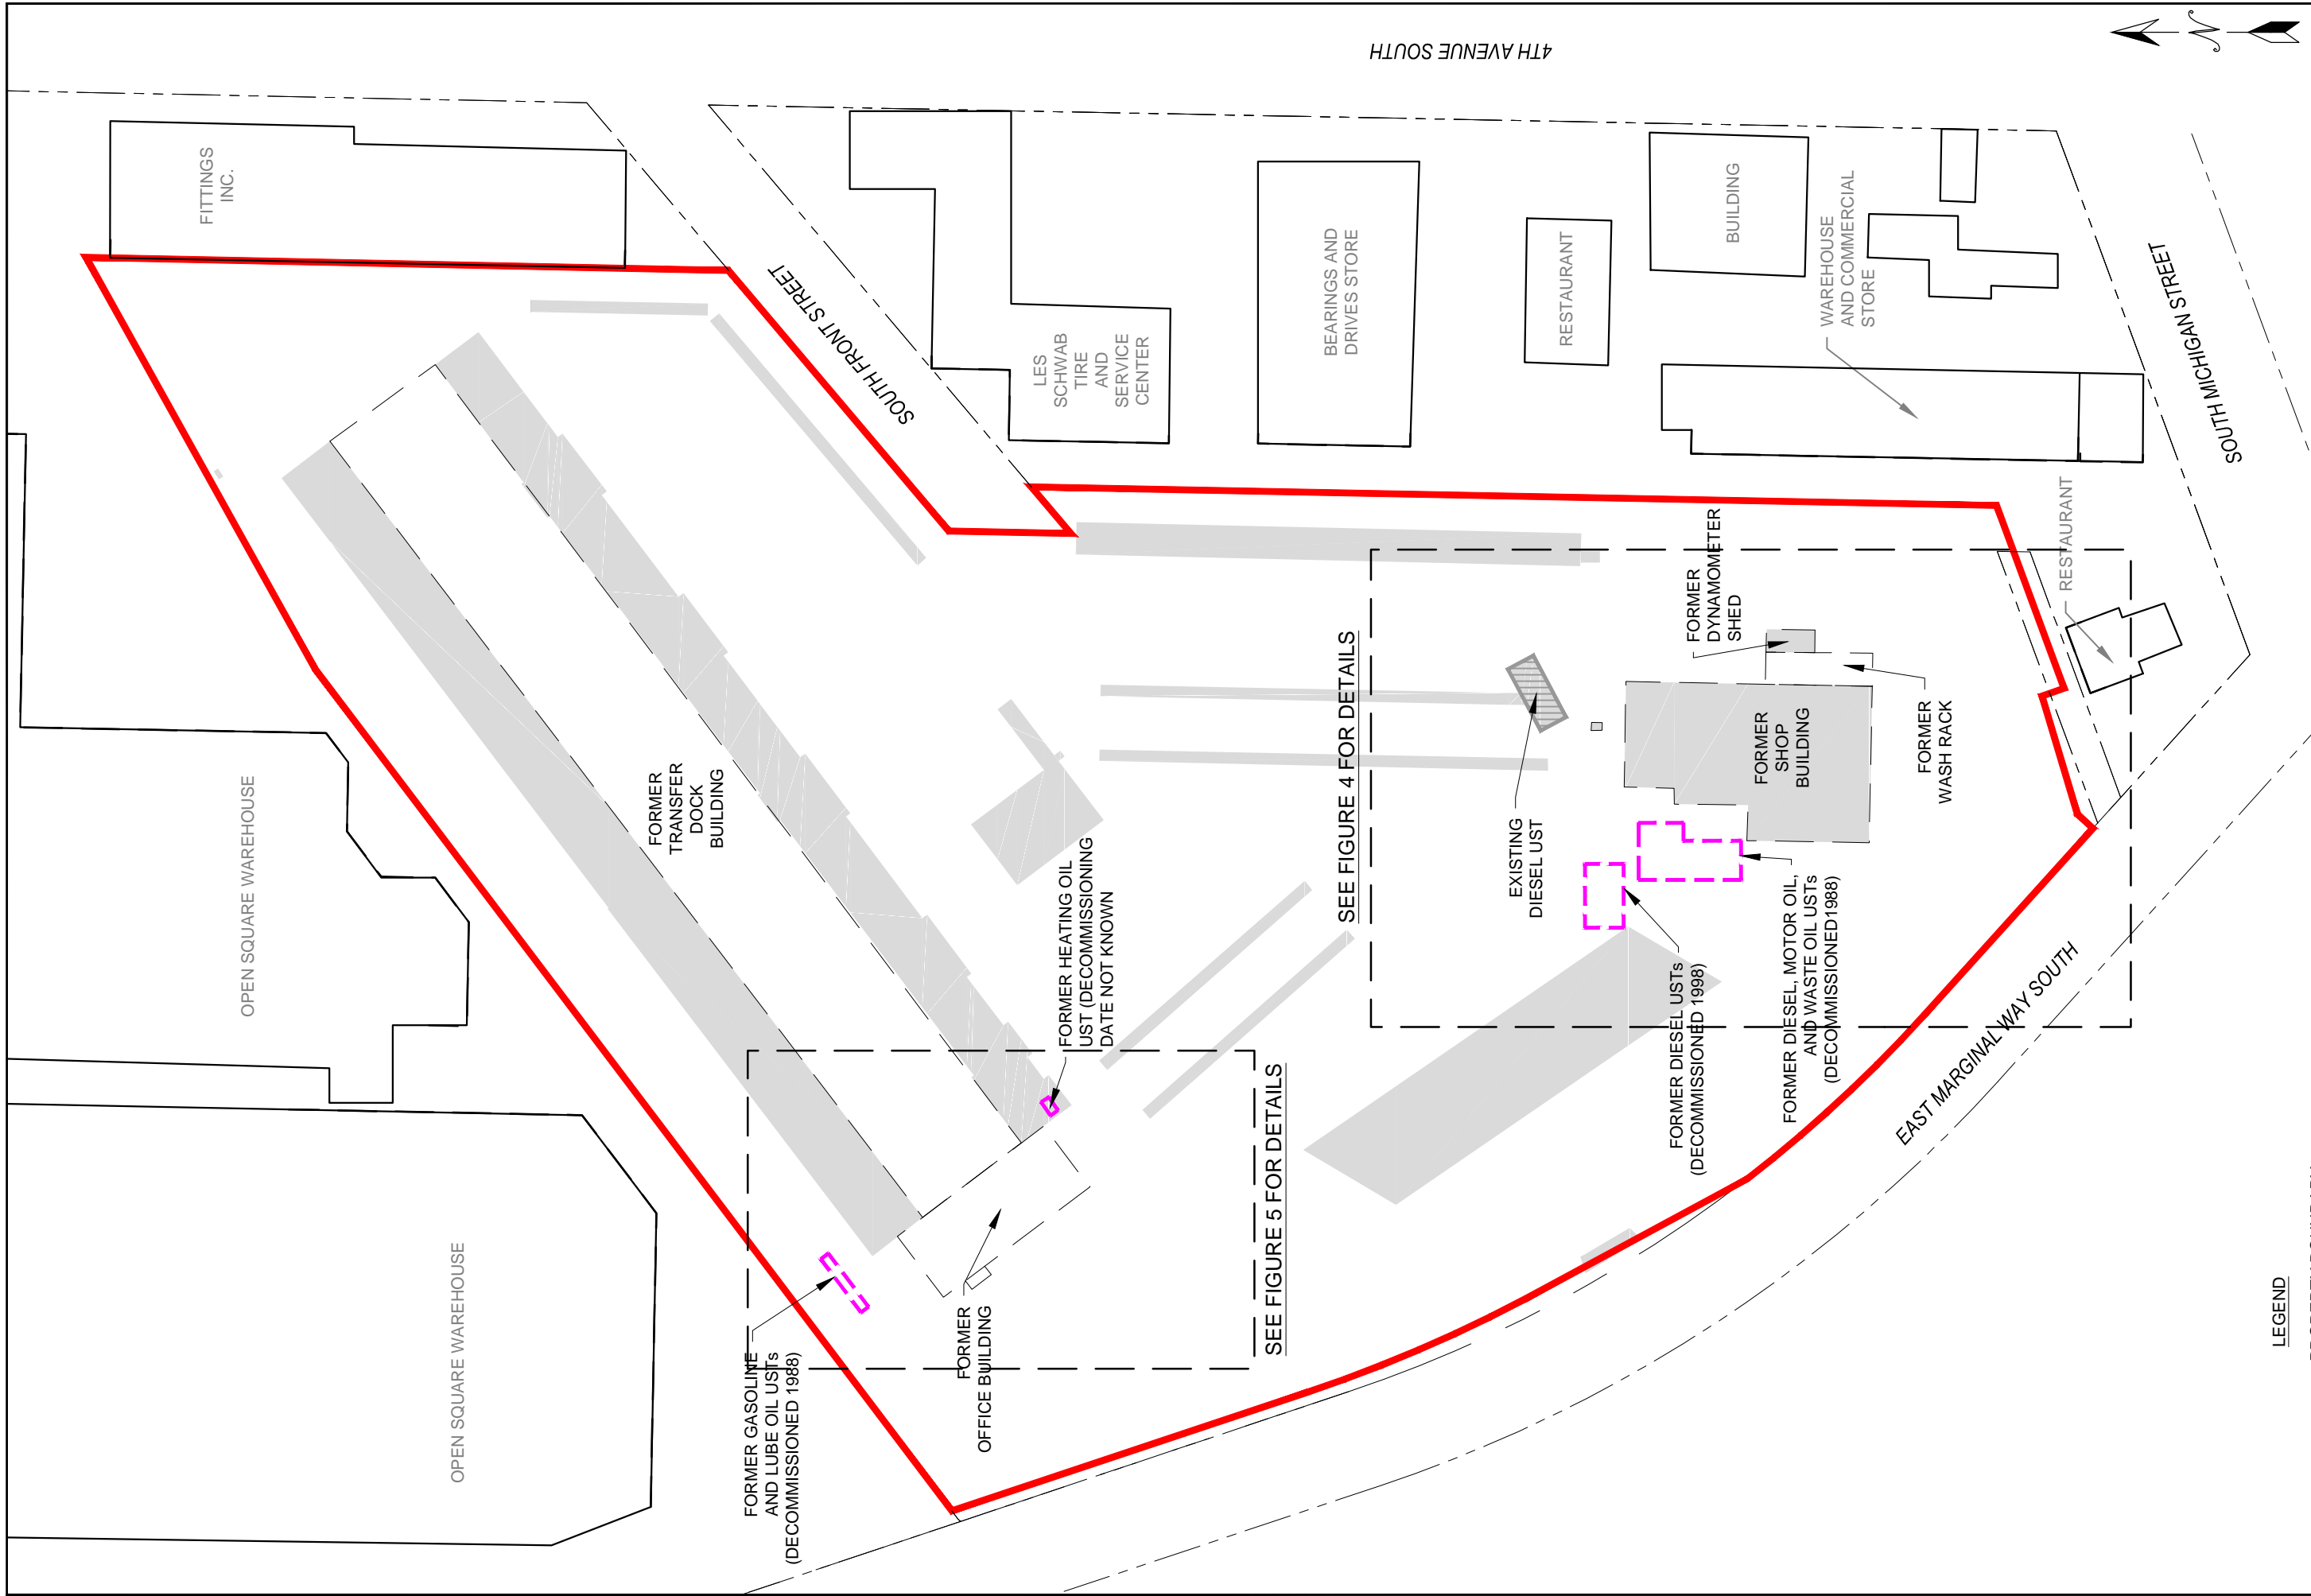 4TH AVENUE SOUTH
FITTINGS
INC.
SOUTH FRONT STREET
LES
SCHWAB
TIRE
AND
SERVICE
CENTER
BEARINGS AND
DRIVES STORE
RESTAURANT
BUILDING
WAREHOUSE
AND COMMERCIAL
STORE
SOUTH MICHIGAN STREET
RESTAURANT
OPEN SQUARE WAREHOUSE
OPEN SQUARE WAREHOUSE
FORMER
TRANSFER
DOCK
BUILDING
SEE FIGURE 4 FOR DETAILS
FORMER
DYNAMOMETER
SHED
FORMER
SHOP
BUILDING
FORMER
WASH RACK
EXISTING
DIESEL UST
FORMER HEATING OIL
UST (DECOMMISSIONING
DATE NOT KNOWN
FORMER DIESEL USTs
(DECOMMISSIONED 1998)
FORMER DIESEL, MOTOR OIL,
AND WASTE OIL USTs
(DECOMMISSIONED1988)
EAST MARGINAL WAY SOUTH
SEE FIGURE 5 FOR DETAILS
FORMER GASOLINE
AND LUBE OIL USTs
(DECOMMISSIONED 1988)
FORMER
OFFICE BUILDING
LEGEND